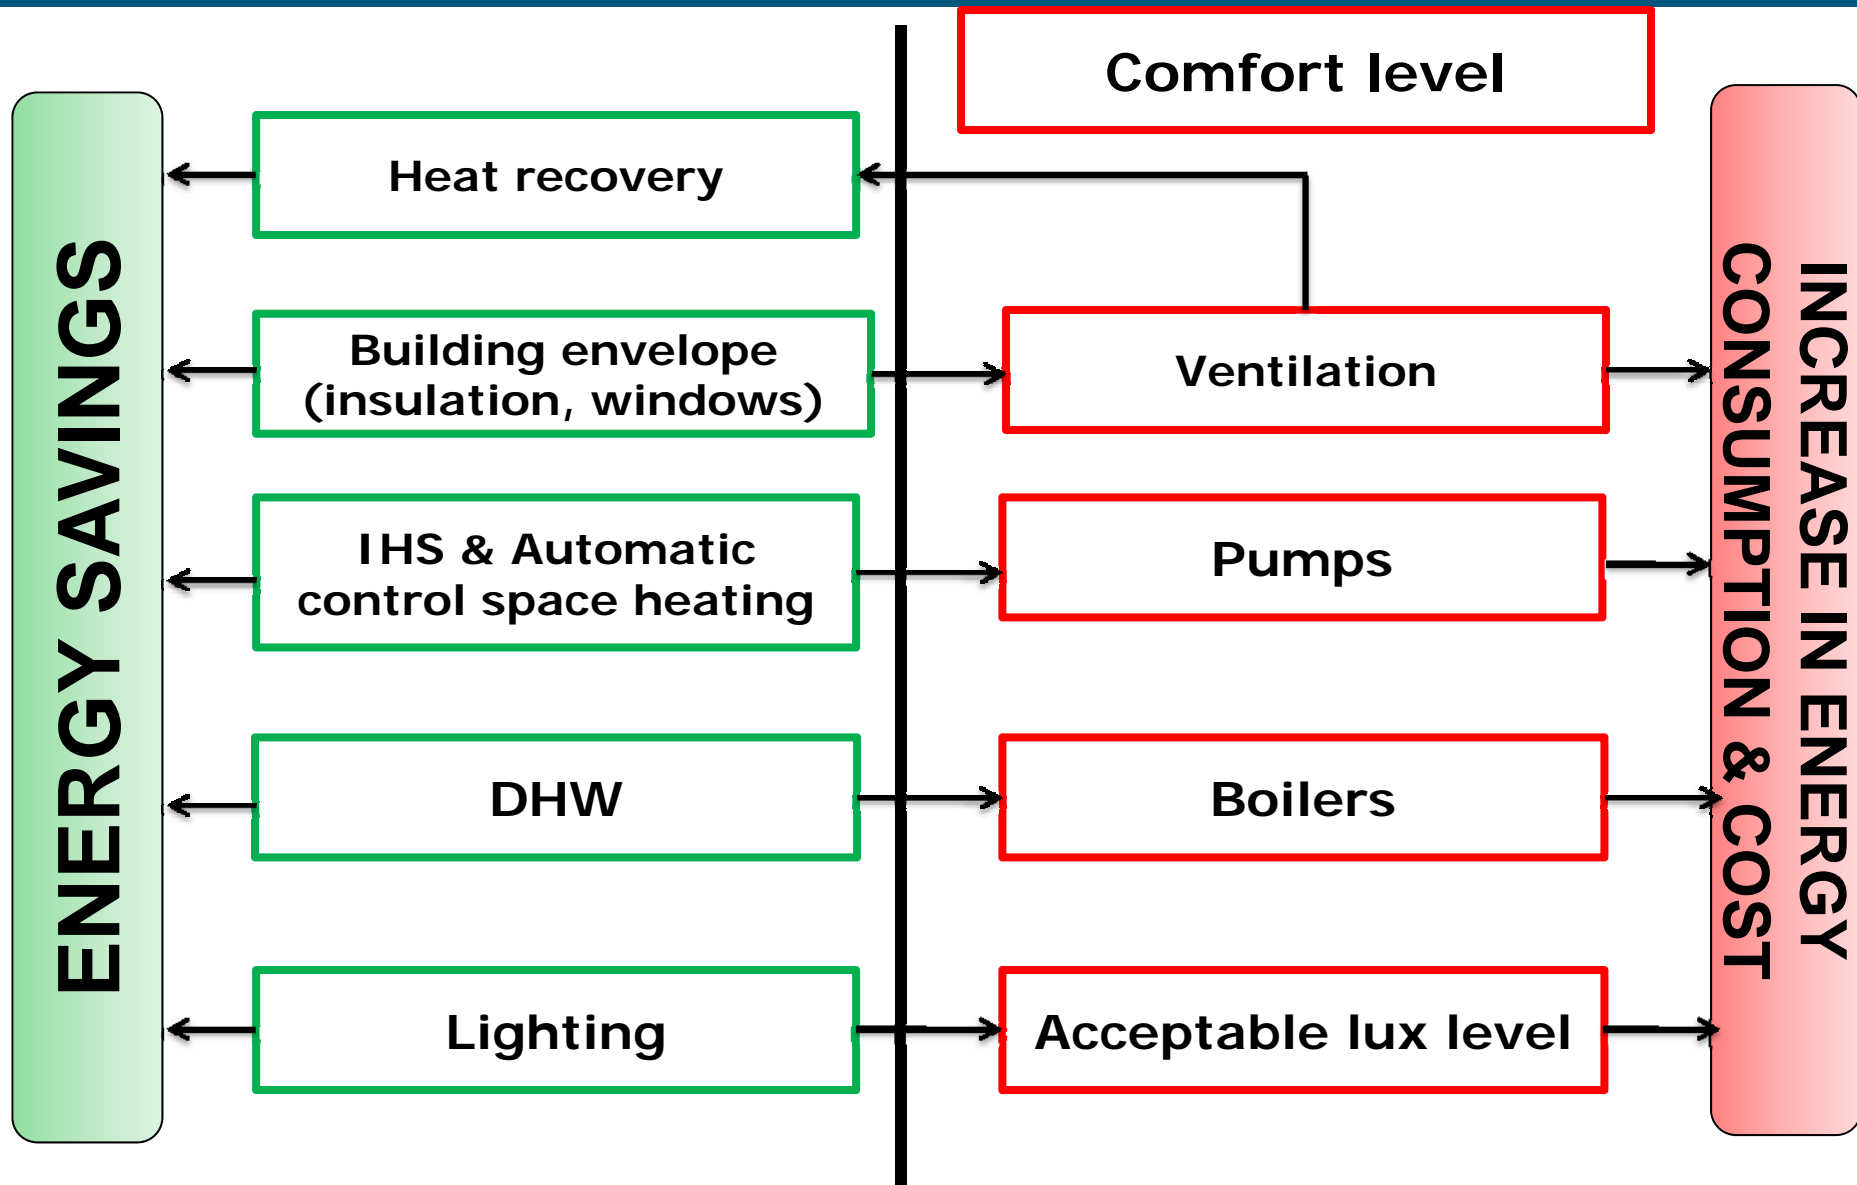 Comfort level
ENERGY SAVINGS
Heat recovery
Building envelope
(insulation, windows)
Ventilation
IHS & Automatic
control space heating
Pumps
DHW
Boilers
Lighting
Acceptable lux level
INCREASE IN ENERGY
CONSUMPTION & COST